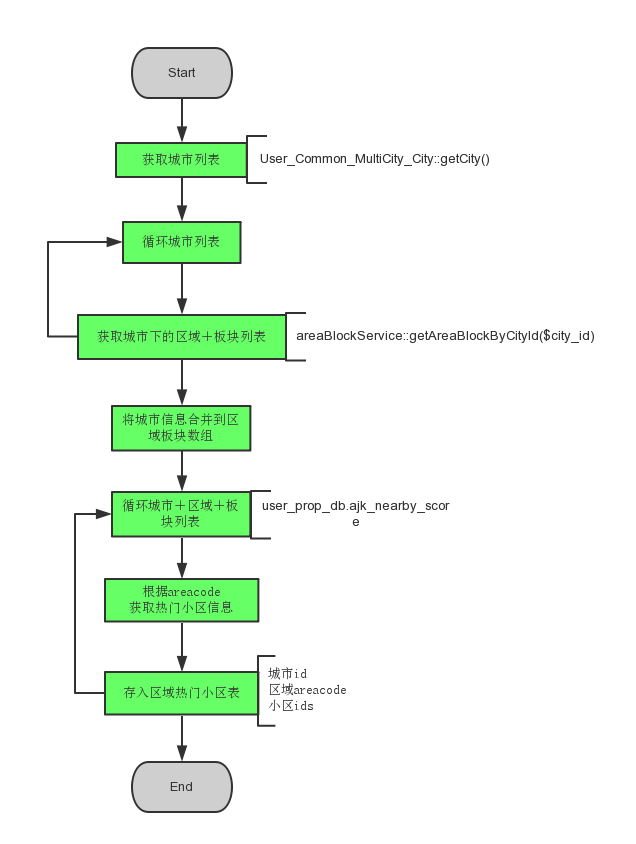 Start
获取城市列表
User_Common_MultiCity_City::getCity()
循环城市列表
获取城市下的区域＋板块列表
areaBlockService::getAreaBlockByCityId($city_id)
将城市信息合并到区
域板块数组
循环城市＋区域＋板
块列表
user_prop_db.ajk_nearby_scor
e
根据areacode
获取热门小区信息
存入区域热门小区表
城市id
区域areacode
小区ids
End